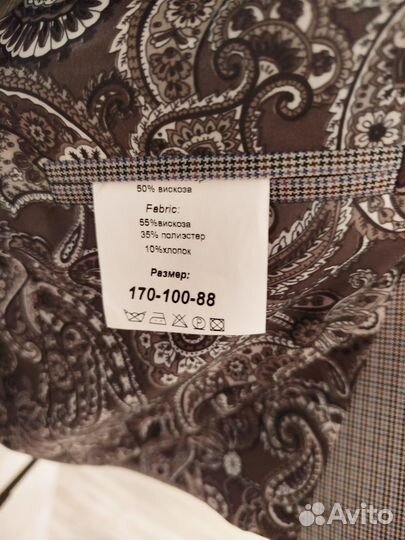 50% вискоза
Fabric:
55%вискоза
35% полиэстер
10%хлопок
Размер:
170-100-88
Avito